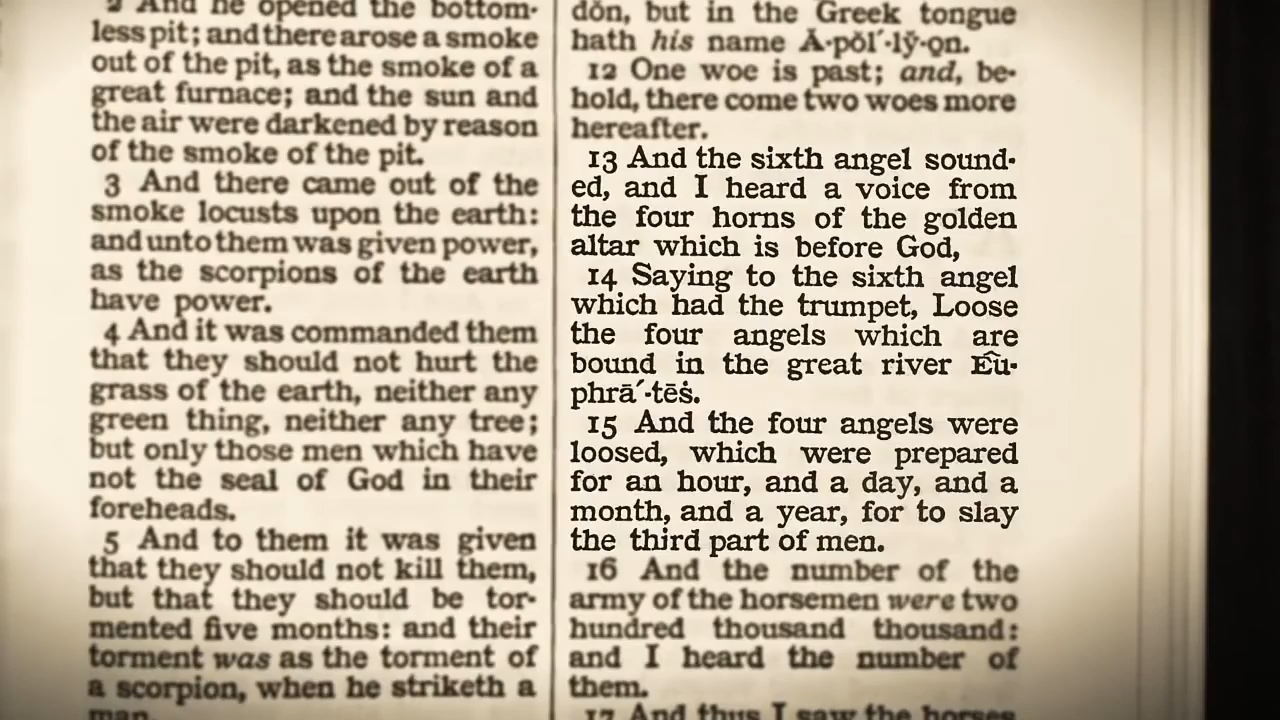 2 And he opened the bottom-
less pit; and there arose a smoke
out of the pit, as the smoke of a
great furnace; and the sun and
the air were darkened by reason
of the smoke of the pit.
3 And there came out of the
smoke locusts upon the earth:
and unto them was given power,
as the scorpions of the earth
have power.
4 And it was commanded them
that they should not hurt the
grass of the earth, neither any
green thing, neither any tree;
but only those men which have
not the seal of God in their
foreheads.
5 And to them it was given
that they should not kill them,
but that they should be tor-
mented five months: and their
torment was as the torment of
a scorpion, when he striketh a
man.
dŏn, but in the Greek tongue
hath his name Ă-pŏl´-lȳ-ọn.
12 One woe is past; and, be-
hold, there come two woes more
hereafter.
13 And the sixth angel sound-
ed, and I heard a voice from
the four horns of the golden
altar which is before God,
14 Saying to the sixth angel
which had the trumpet, Loose
the four angels which are
bound in the great river Eū-
phrā´-tēṡ.
15 And the four angels were
loosed, which were prepared
for an hour, and a day, and a
month, and a year, for to slay
the third part of men.
16 And the number of the
army of the horsemen were two
hundred thousand thousand:
and I heard the number of
them.
17 And thus I saw the horses